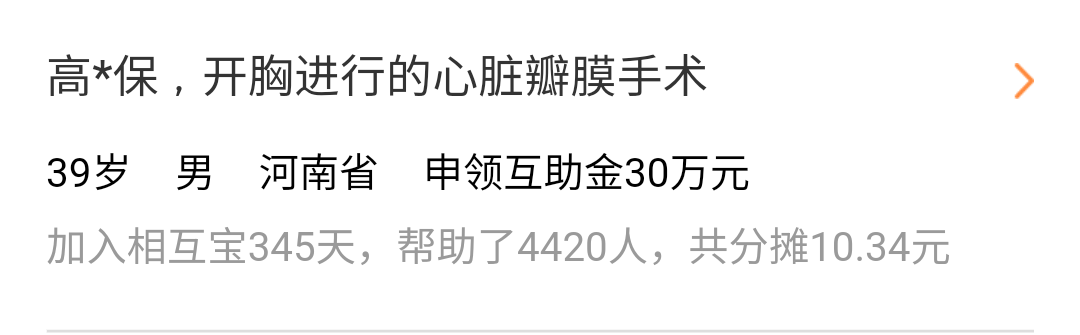 高*保，开胸进行的心脏瓣膜手术
39岁 男 河南省 申领互助金30万元
加入相互宝345天，帮助了4420人，共分摊10.34元